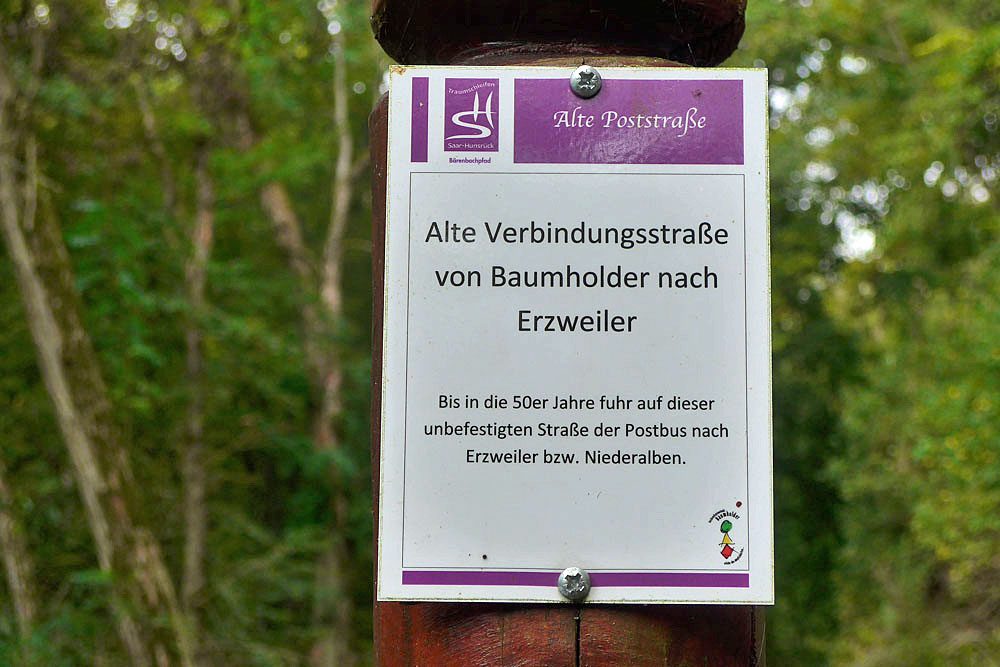 Traumschleifen
Saar-Hunsrück
Bärenbachpfad
Alte Poststraße
Alte Verbindungsstraße
von Baumholder nach
Erzweiler
Bis in die 50er Jahre fuhr auf dieser
unbefestigten Straße der Postbus nach
Erzweiler bzw. Niederalben.
Baumholder